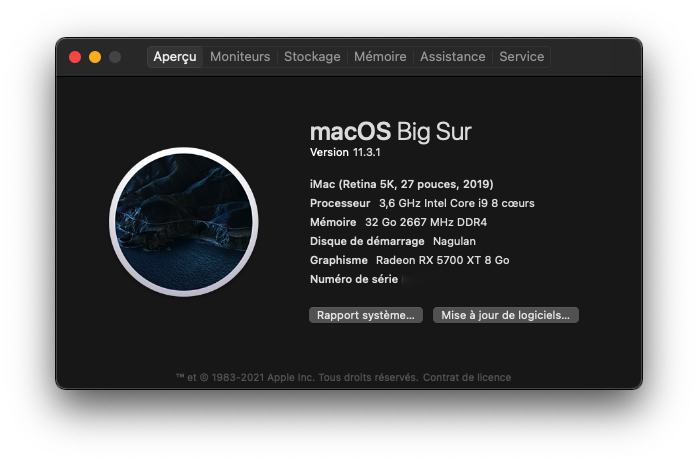 Aperçu Moniteurs Stockage Mémoire Assistance Service
macOS Big Sur
Version 11.3.1
iMac (Retina 5K, 27 pouces, 2019)
Processeur 3,6 GHz Intel Core i9 8 cœurs
Mémoire 32 Go 2667 MHz DDR4
Disque de démarrage Nagulan
Graphisme Radeon RX 5700 XT 8 Go
Numéro de série
Rapport système... Mise à jour de logiciels...
™ et © 1983-2021 Apple Inc. Tous droits réservés. Contrat de licence